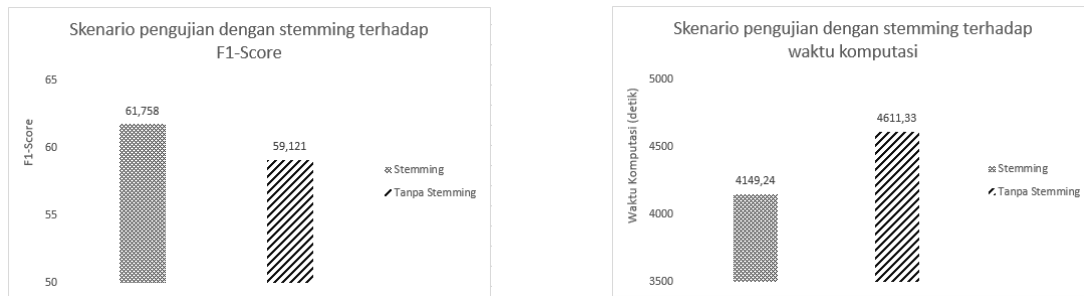 Skenario pengujian dengan stemming terhadap
F1-Score
65
61,758
60
59,121
55
50
F1-Score
Stemming
Tanpa Stemming
Skenario pengujian dengan stemming terhadap
waktu komputasi
5000
4611,33
4500
4149,24
4000
3500
Waktu Komputasi (detik)
Stemming
Tanpa Stemming